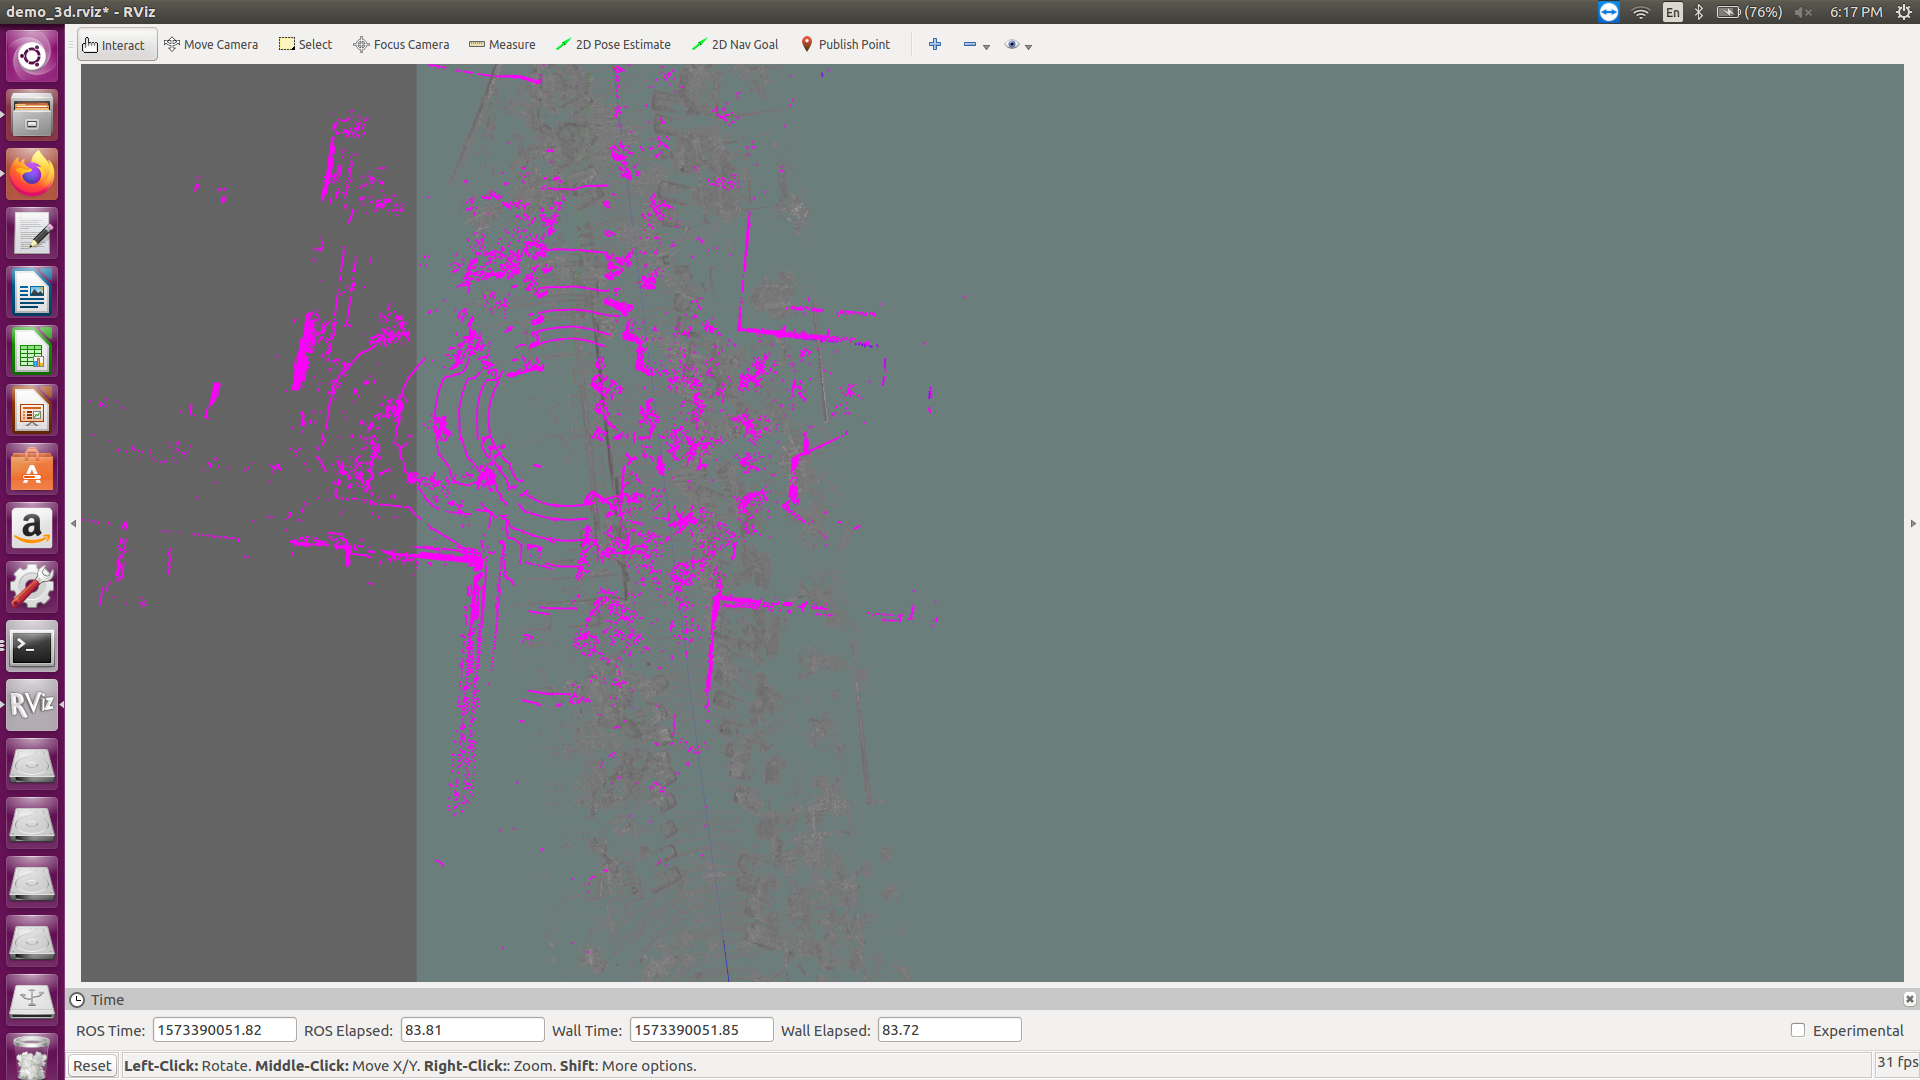 demo_3d.rviz* - RViz
En (76%) 6:17 PM
Interact Move Camera Select Focus Camera Measure 2D Pose Estimate 2D Nav Goal Publish Point
A
a
>_
RViz
Time
ROS Time: 1573390051.82 ROS Elapsed: 83.81 Wall Time: 1573390051.85 Wall Elapsed: 83.72 Experimental
Reset Left-Click: Rotate. Middle-Click: Move X/Y. Right-Click:: Zoom. Shift: More options. 31 fps